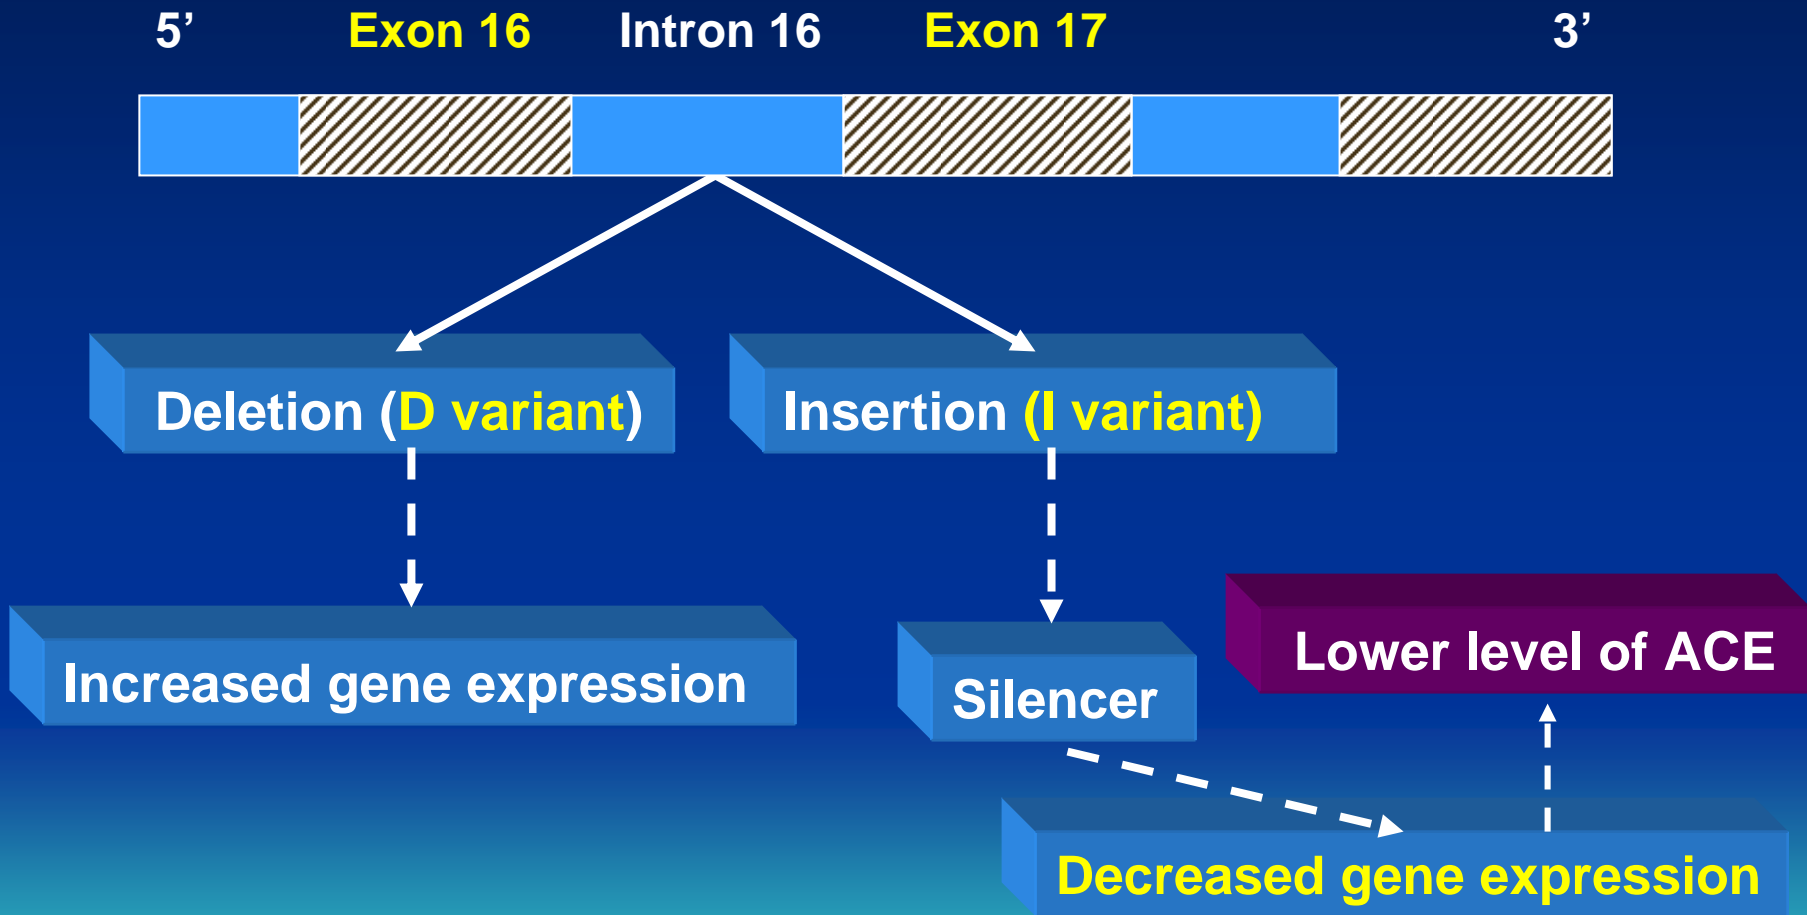 5’ Exon 16 Intron 16 Exon 17 3’
Deletion (D variant) Insertion (I variant)
Increased gene expression
Silencer
Lower level of ACE
Decreased gene expression